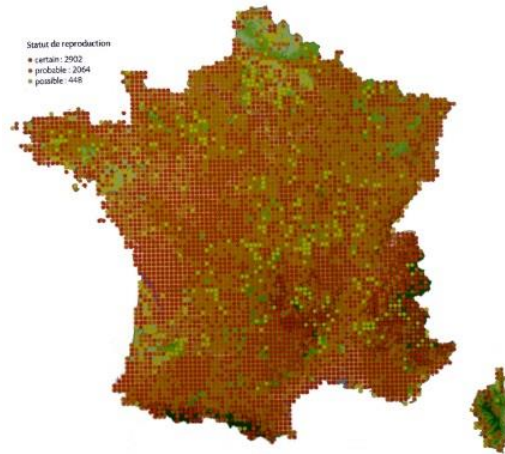 Statut de reproduction
certain : 2902
probable : 2064
possible : 448